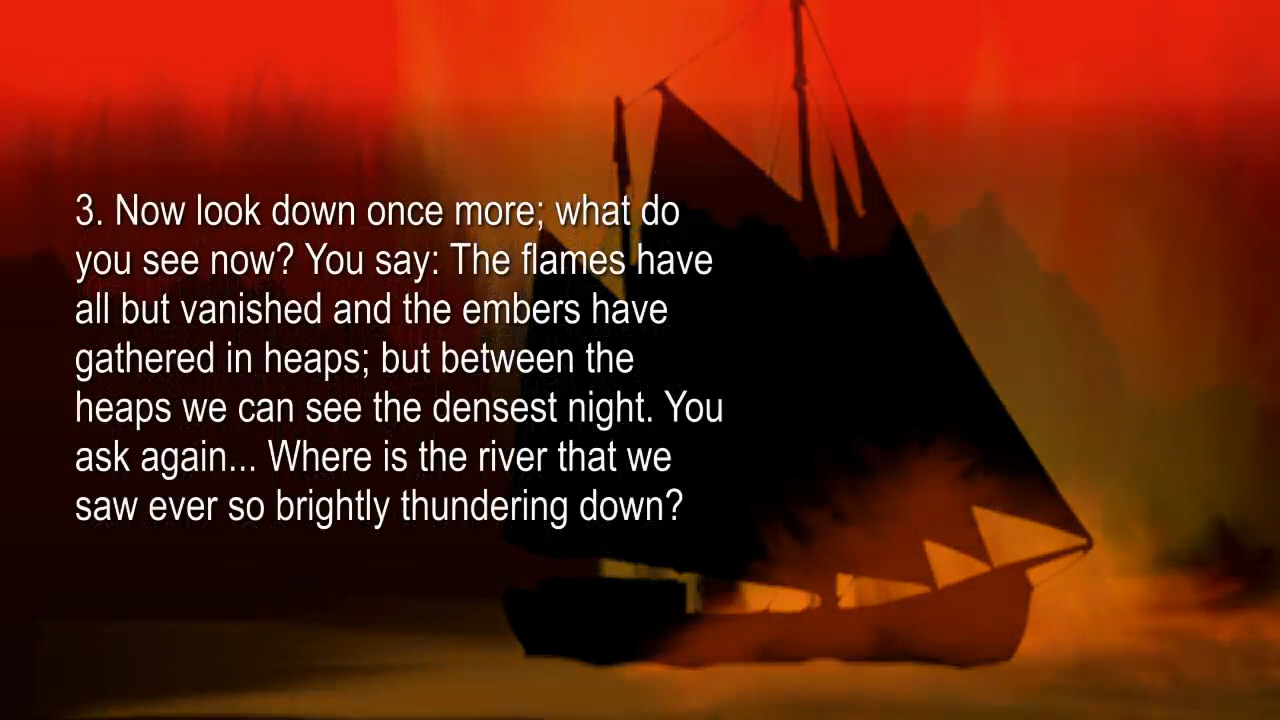 3. Now look down once more; what do
you see now? You say: The flames have
all but vanished and the embers have
gathered in heaps; but between the
heaps we can see the densest night. You
ask again... Where is the river that we
saw ever so brightly thundering down?